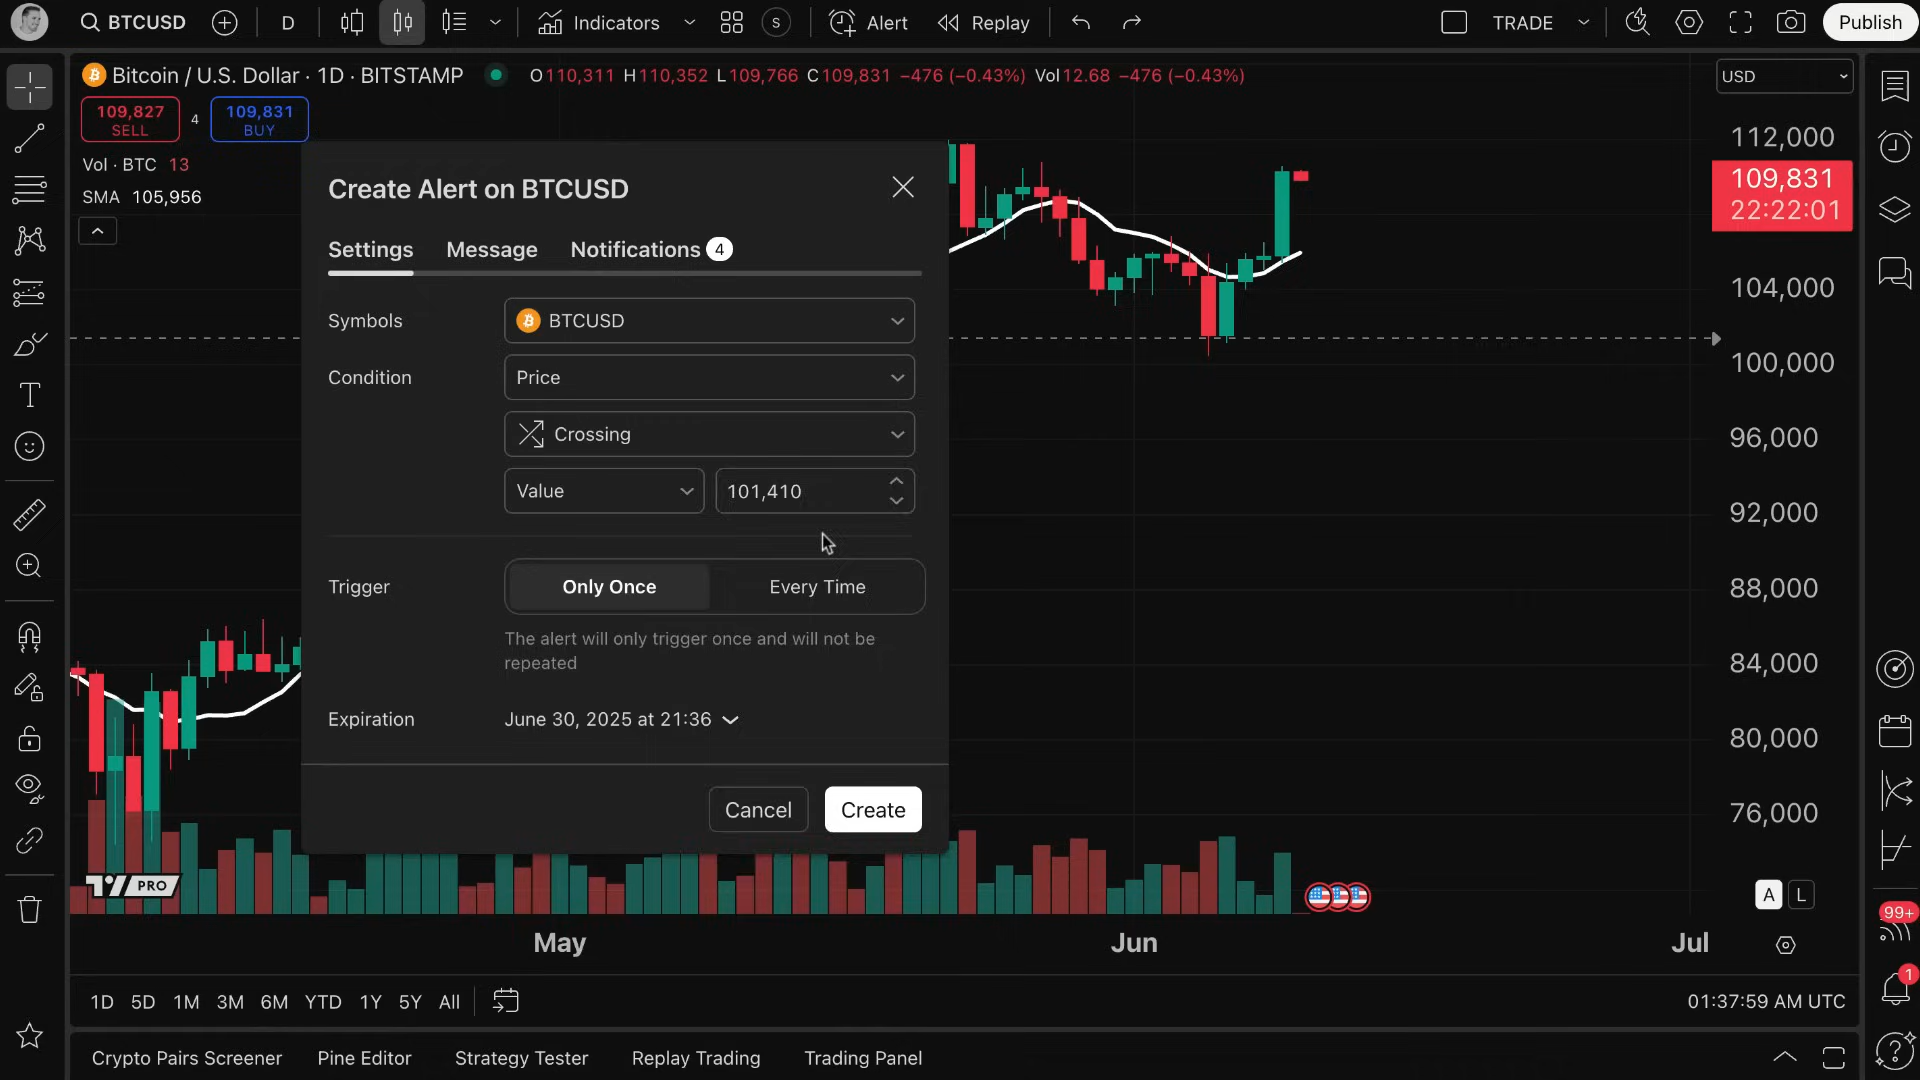 BTCUSD
D
Indicators
S
Alert
Replay
TRADE
Publish
Bitcoin / U.S. Dollar · 1D · BITSTAMP
O110,311 H110,352 L109,766 C109,831 −476 (−0.43%) Vol12.68 −476 (−0.43%)
USD
109,827
SELL
4
109,831
BUY
Vol · BTC 13
SMA 105,956
112,000
109,831
22:22:01
104,000
100,000
96,000
92,000
88,000
84,000
80,000
76,000
Create Alert on BTCUSD
Settings
Message
Notifications 4
Symbols
BTCUSD
Condition
Price
Crossing
Value
101,410
Trigger
Only Once
Every Time
The alert will only trigger once and will not be
repeated
Expiration
June 30, 2025 at 21:36
Cancel
Create
PRO
A
L
99+
May
Jun
Jul
1
1D 5D 1M 3M 6M YTD 1Y 5Y All
01:37:59 AM UTC
Crypto Pairs Screener
Pine Editor
Strategy Tester
Replay Trading
Trading Panel